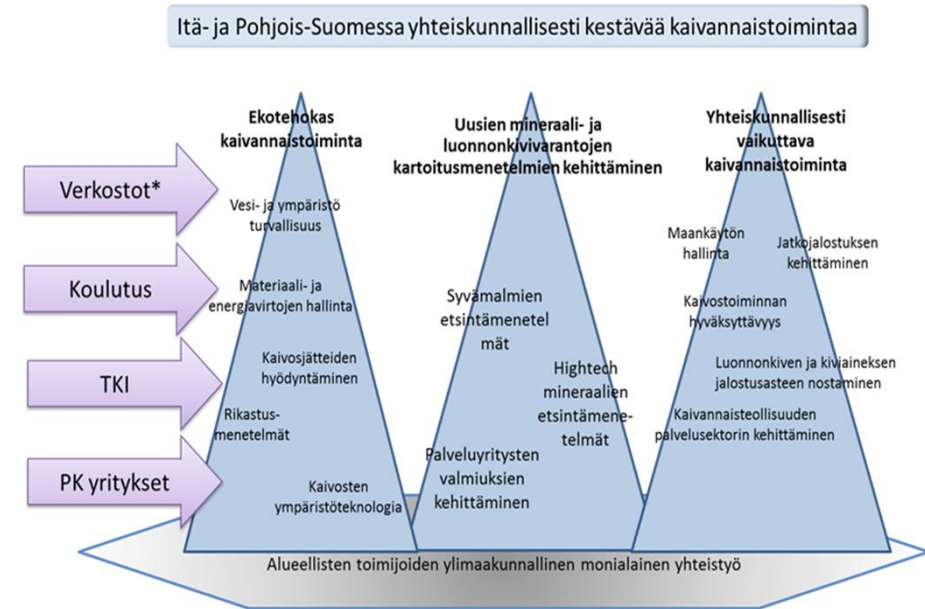 Itä- ja Pohjois-Suomessa yhteiskunnallisesti kestävää kaivannaistoimintaa
Verkostot*
Koulutus
TKI
PK yritykset
Ekotehokas
kaivannaistoiminta
Vesi- ja ympäristö
turvallisuus
Materiaali- ja
energiavirtojen hallinta
Kaivosjätteiden
hyödyntäminen
Rikastus-
menetelmät
Kaivosten
ympäristöteknologia
Uusien mineraali- ja
luonnonkivivarantojen
kartoitusmenetelmien kehittäminen
Syvämalmien
etsintämenetel
mät
Hightech
mineraalien
etsintämene-
telmät
Palveluyritysten
valmiuksien
kehittäminen
Yhteiskunnallisesti
vaikuttava
kaivannaistoiminta
Maankäytön
hallinta
Jatkojalostuksen
kehittäminen
Kaivostoiminnan
hyväksyttävyys
Luonnonkiven ja kiviaineksen
jalostusasteen nostaminen
Kaivannaisteollisuuden
palvelusektorin kehittäminen
Alueellisten toimijoiden ylimaakunnallinen monialainen yhteistyö